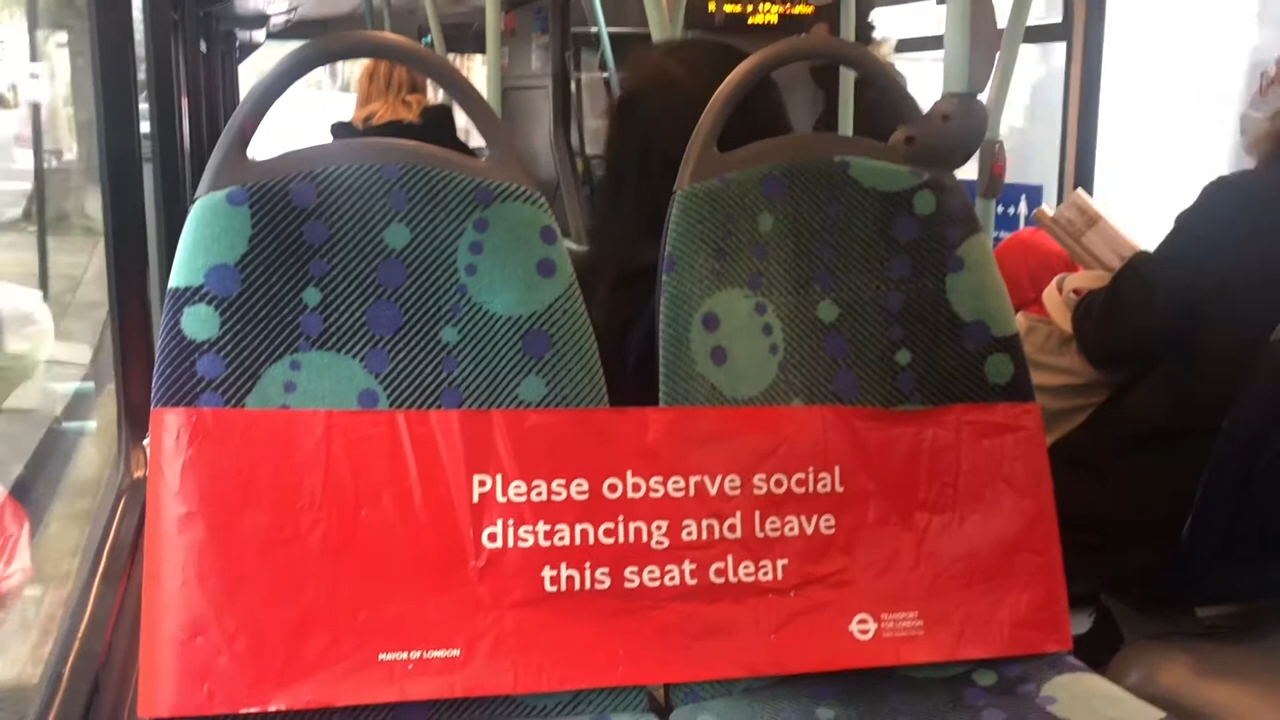 Please observe social
distancing and leave
this seat clear
TRANSPORT
FOR LONDON
MAYOR OF LONDON